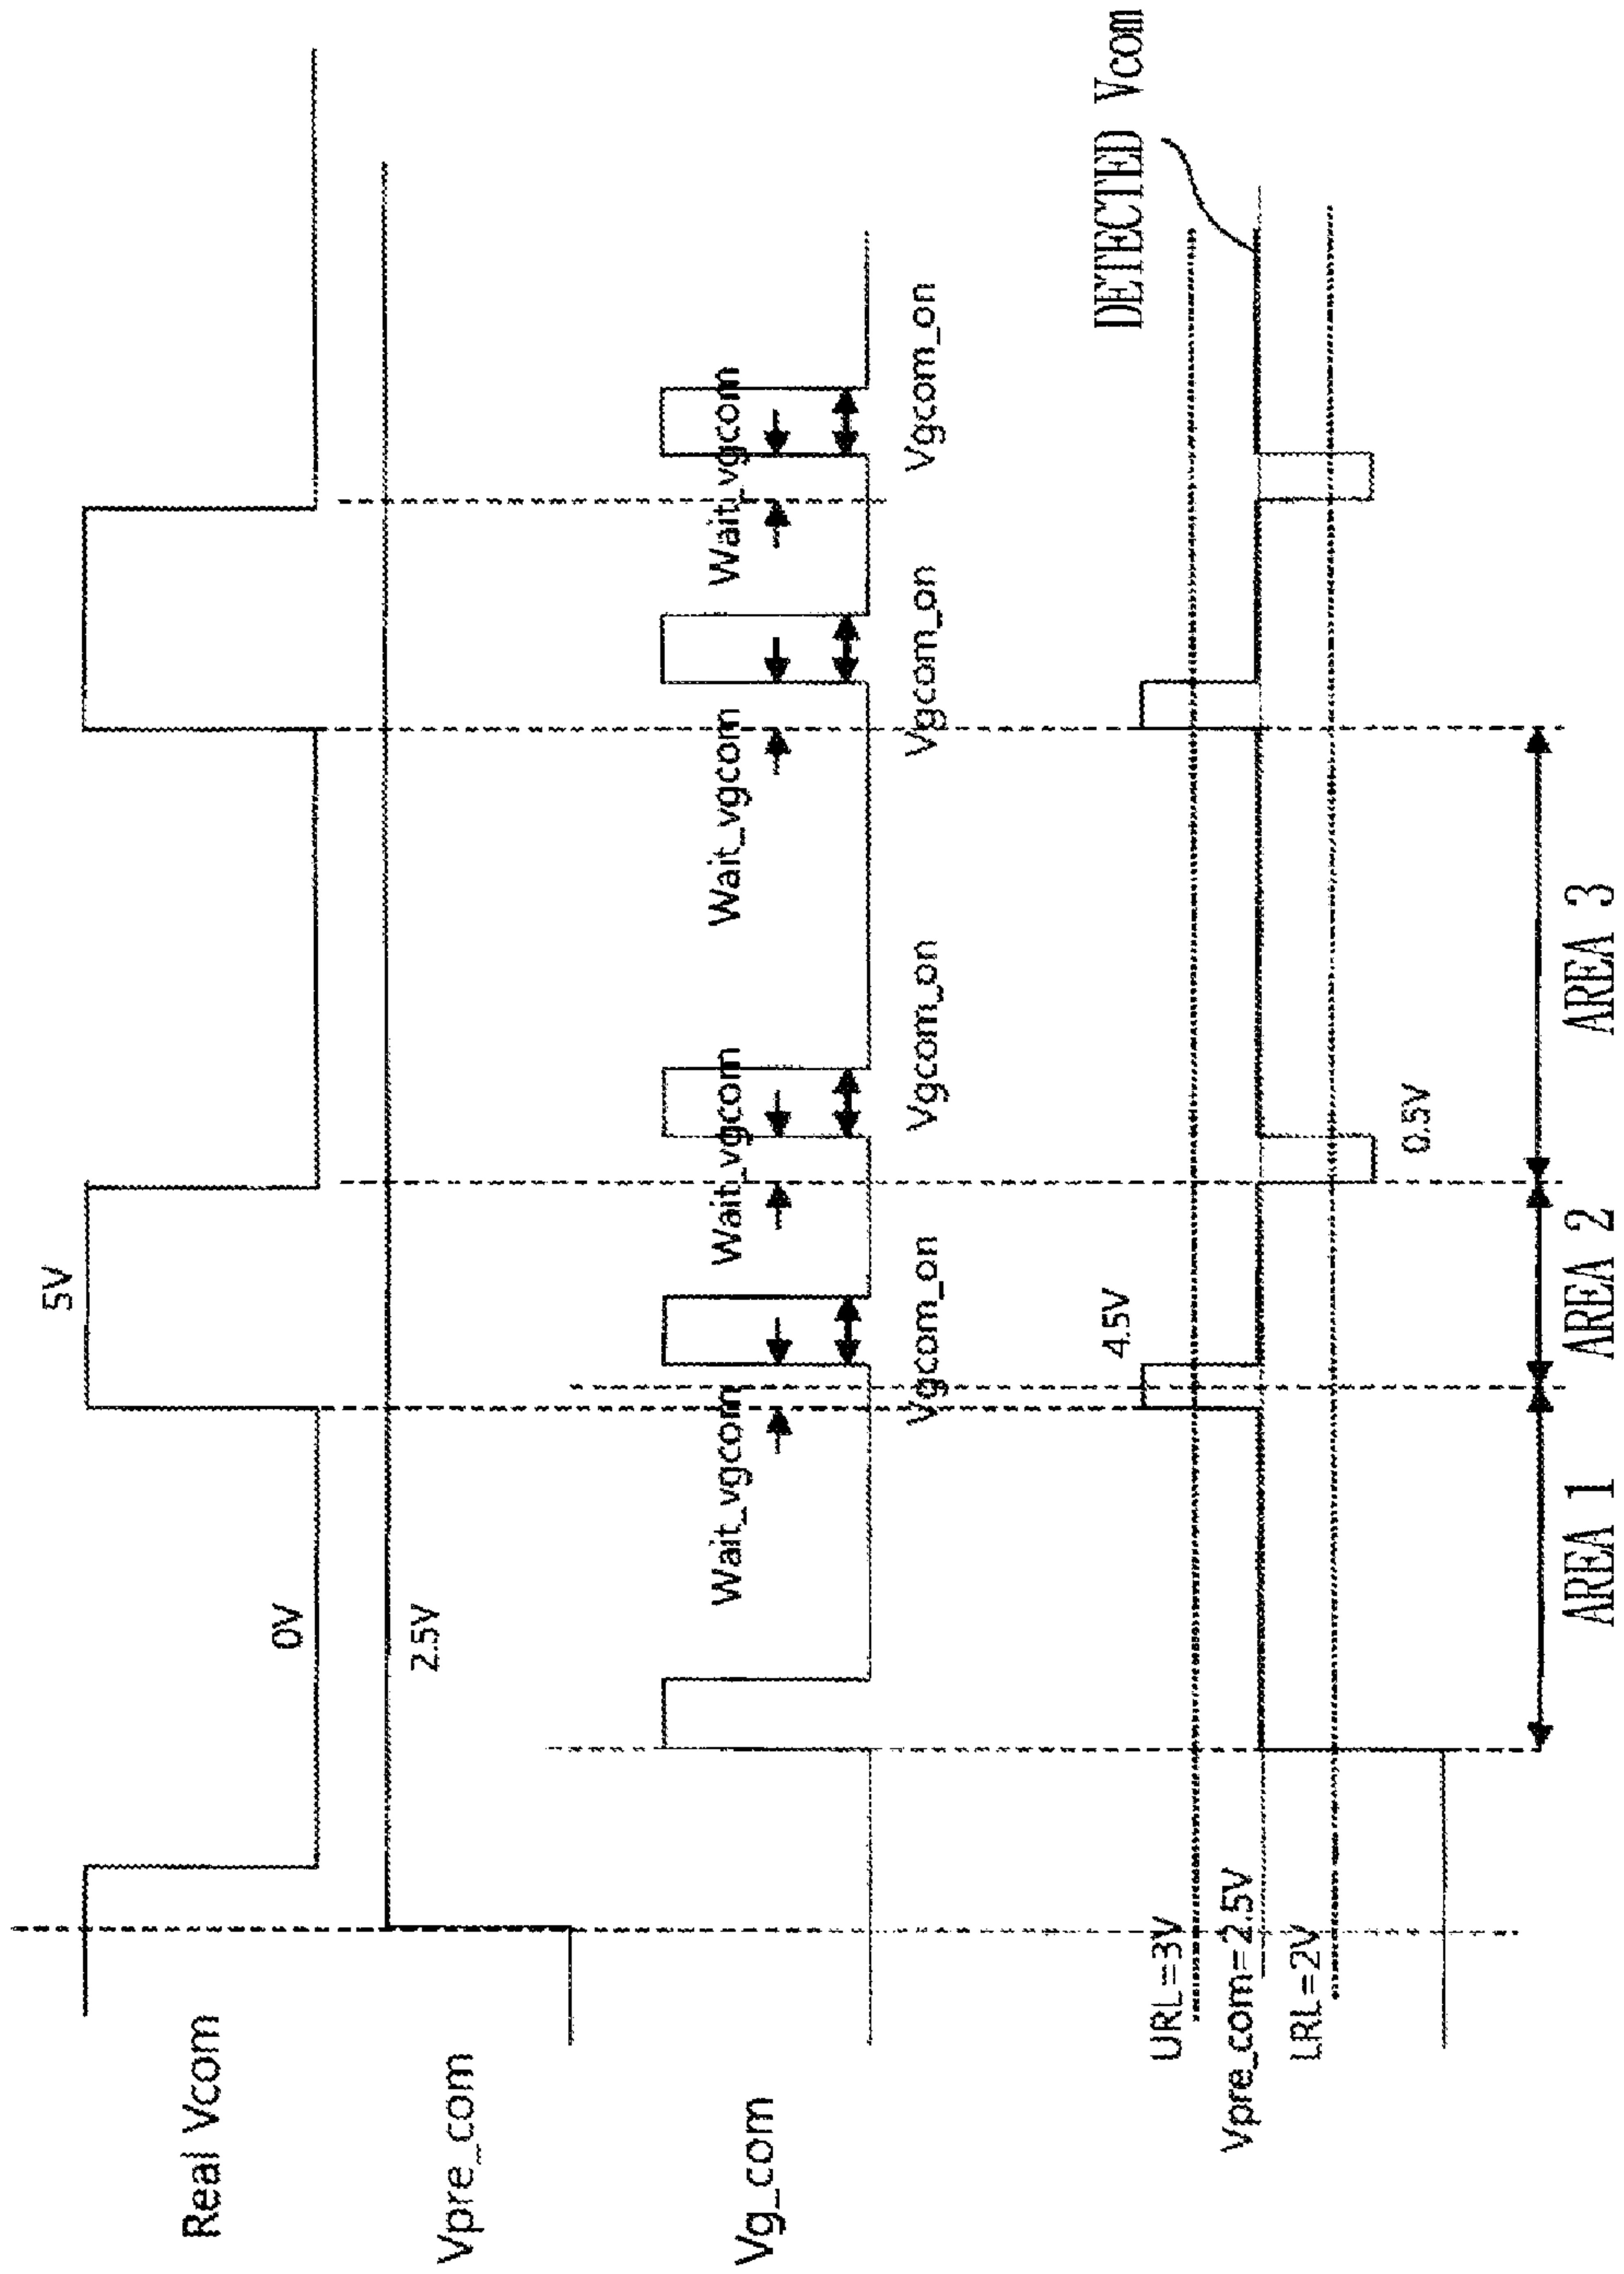 Real Vcom
5V
0V
Vpre_com
2.5V
Vg_com
Wait_vgcom
Wait_vgcom
Wait_vgcom
Wait_vgcom
Vgcom_on
Vgcom_on
Vgcom_on
Vgcom_on
DETECTED Vcom
4.5V
URL=3V
Vpre_com=2.5V
LRL=2V
0.5V
AREA 1
AREA 2
AREA 3